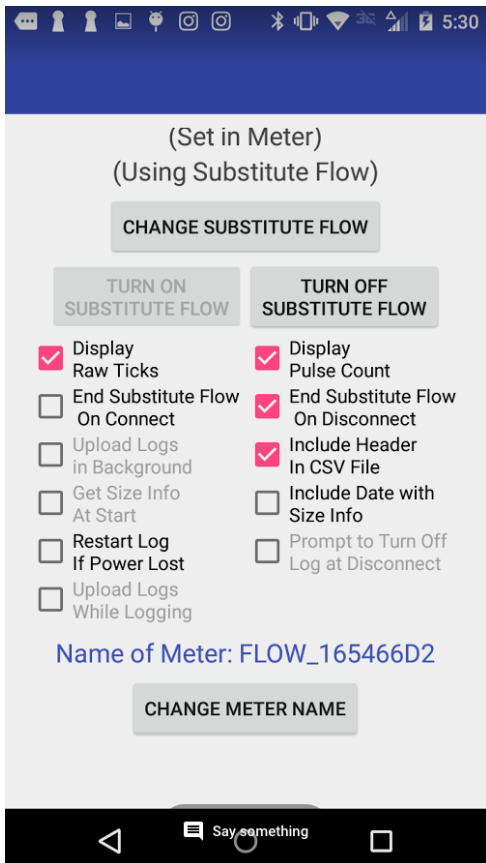 5:30
(Set in Meter)
(Using Substitute Flow)
CHANGE SUBSTITUTE FLOW
TURN ON
SUBSTITUTE FLOW
TURN OFF
SUBSTITUTE FLOW
Display
Raw Ticks
Display
Pulse Count
End Substitute Flow
On Connect
End Substitute Flow
On Disconnect
Upload Logs
in Background
Include Header
In CSV File
Get Size Info
At Start
Include Date with
Size Info
Restart Log
If Power Lost
Prompt to Turn Off
Log at Disconnect
Upload Logs
While Logging
Name of Meter: FLOW_165466D2
CHANGE METER NAME
Say something